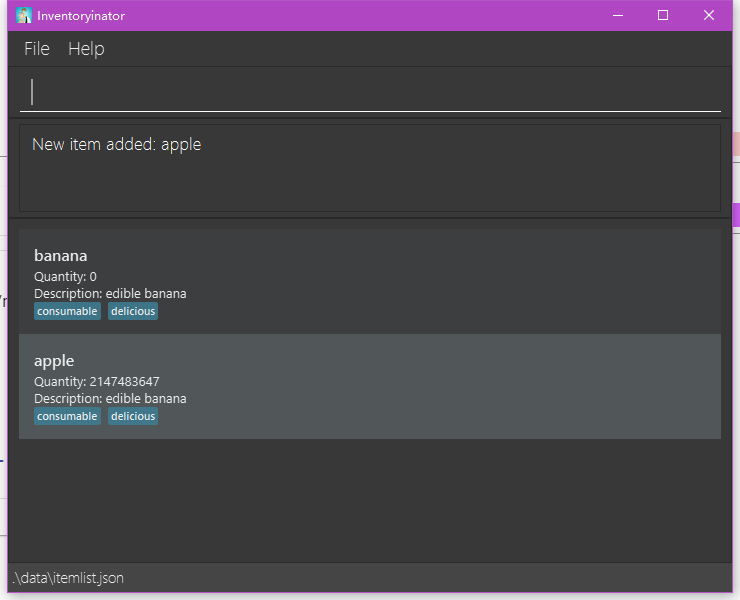 Inventoryinator
File Help
New item added: apple
banana
Quantity: 0
Description: edible banana
consumable delicious
apple
Quantity: 2147483647
Description: edible banana
consumable delicious
.\data\itemlist.json